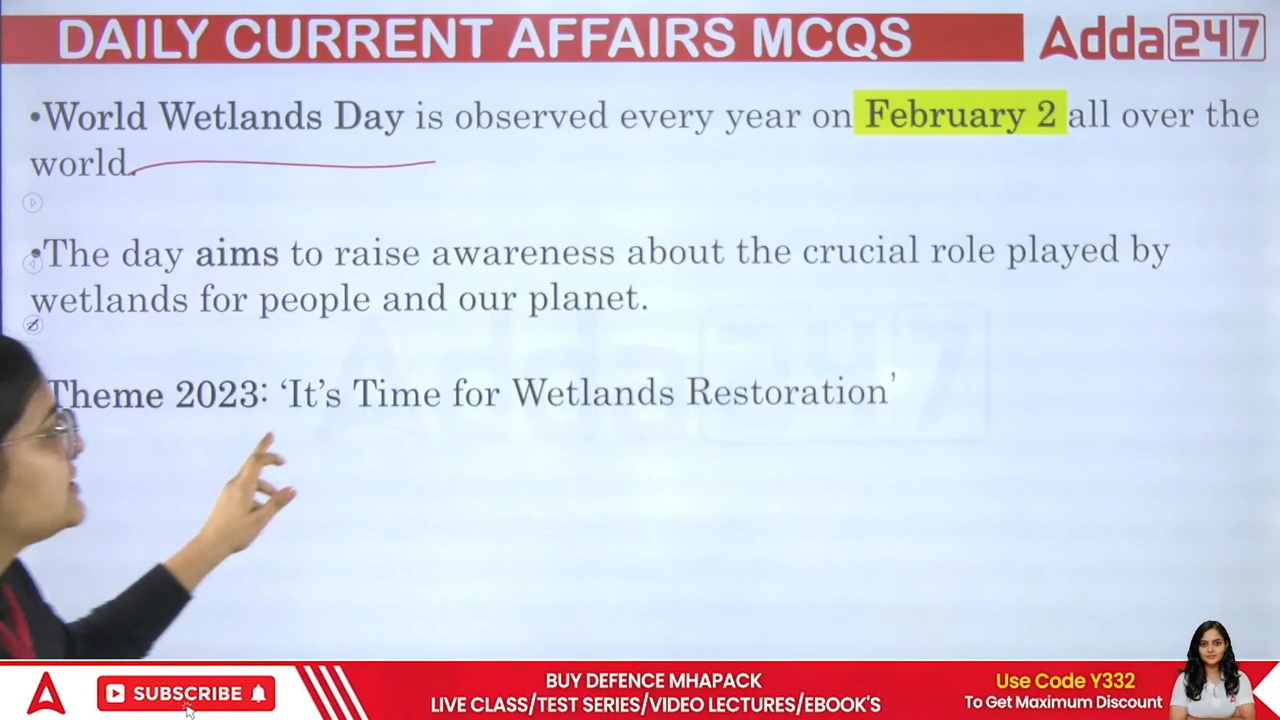 DAILY CURRENT AFFAIRS MCQS
Adda247
•World Wetlands Day is observed every year on February 2 all over the
world.
•The day aims to raise awareness about the crucial role played by
wetlands for people and our planet.
Theme 2023: ‘It’s Time for Wetlands Restoration’
Adda247
SUBSCRIBE
BUY DEFENCE MHAPACK
LIVE CLASS/TEST SERIES/VIDEO LECTURES/EBOOK'S
Use Code Y332
To Get Maximum Discount